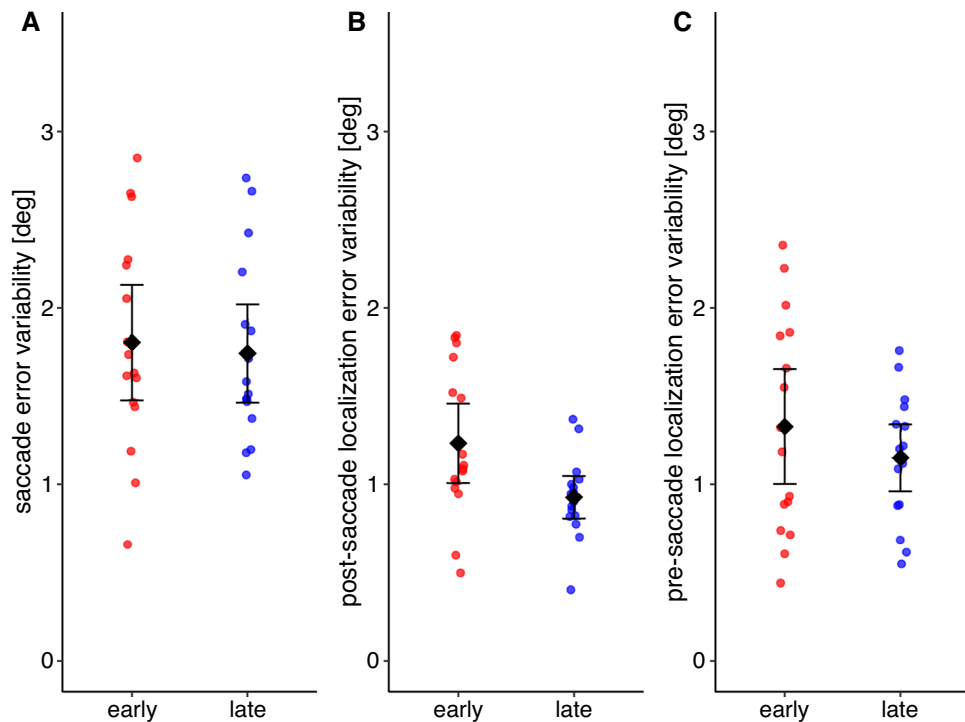 A
saccade error variability [deg]
3
2
1
0
early late
B
post-saccade localization error variability [deg]
3
2
1
0
early late
C
pre-saccade localization error variability [deg]
3
2
1
0
early late